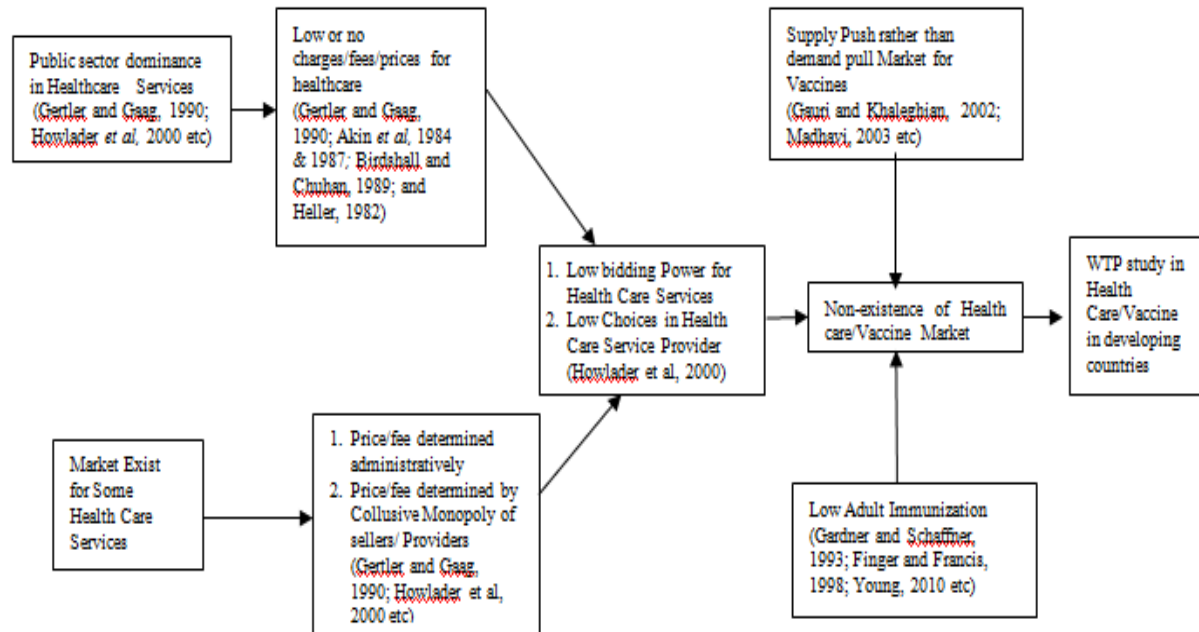 Public sector dominance
in Healthcare Services
(Gertler and Gaag, 1990;
Howlader et al, 2000 etc)
Low or no
charges/fees/prices for
healthcare
(Gertler and Gaag,
1990; Akin et al, 1984
& 1987; Birdshall and
Chuhan, 1989; and
Heller, 1982)
Supply Push rather than
demand pull Market for
Vaccines
(Gauri and Khaleghian, 2002;
Madhavi, 2003 etc)
1. Low bidding Power for
Health Care Services
2. Low Choices in Health
Care Service Provider
(Howlader et al, 2000)
Non-existence of Health
care/Vaccine Market
WTP study in
Health
Care/Vaccine
in developing
countries
Market Exist
for Some
Health Care
Services
1. Price/fee determined
administratively
2. Price/fee determined by
Collusive Monopoly of
sellers/ Providers
(Gertler and Gaag,
1990; Howlader et al,
2000 etc)
Low Adult Immunization
(Gardner and Schaffner,
1993; Finger and Francis,
1998; Young, 2010 etc)